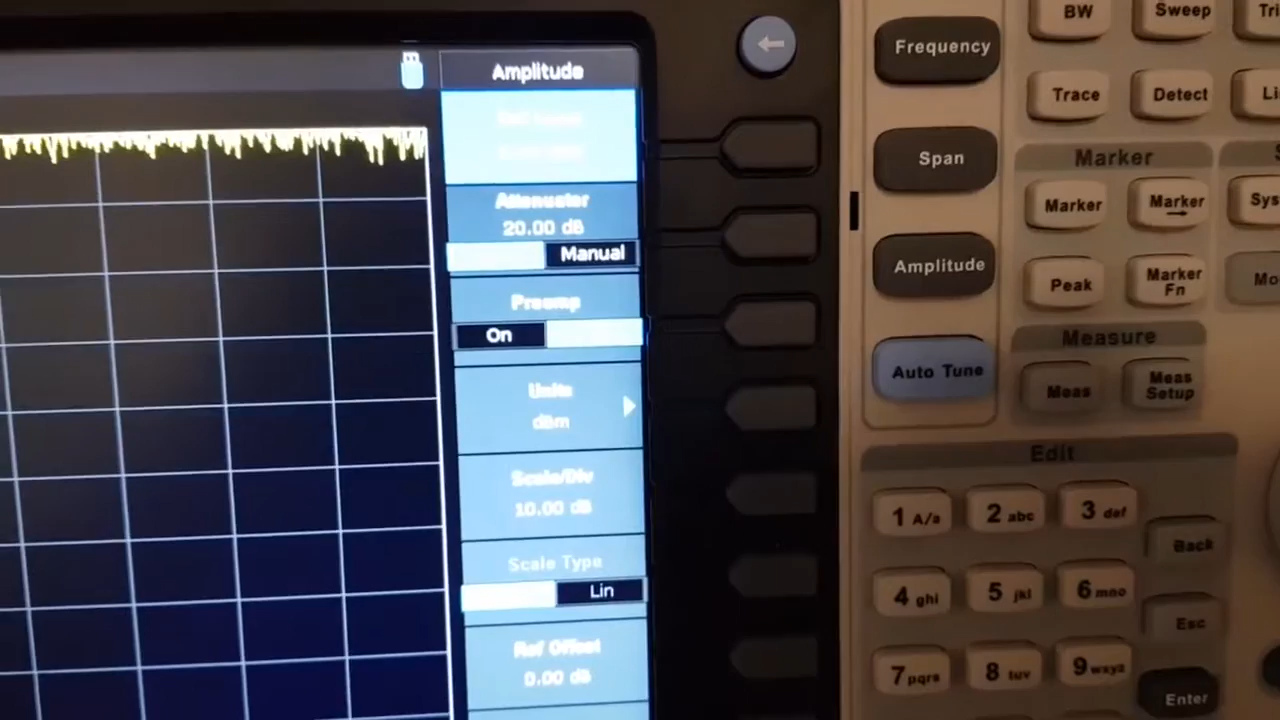 Amplitude
Attenuator
20.00 dB
Manual
Preamp
On
Units
dBm
Scale/Div
10.00 dB
Scale Type
Lin
Ref Offset
0.00 dB
Frequency
Span
Amplitude
Auto Tune
BW
Sweep
Trace
Detect
Marker
Marker
Marker
Peak
Marker
Fn
Measure
Meas
Meas
Setup
Edit
1 A/a
2 abc
3 def
Back
4 ghi
5 jkl
6 mno
Esc
7 pqrs
8 tuv
9 wxyz
Enter